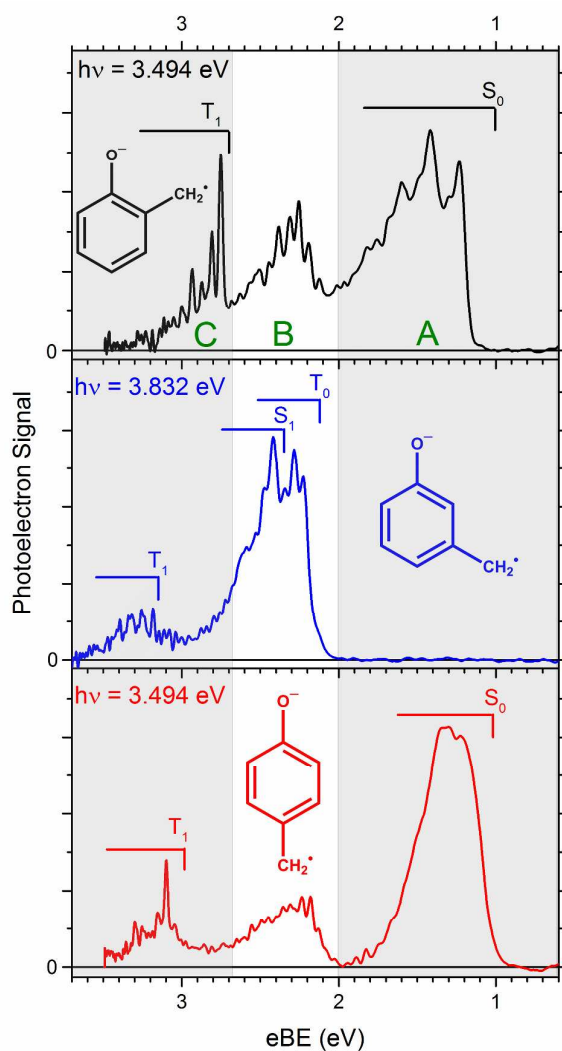 3 2 1
hν = 3.494 eV
S₀
T₁
O⁻
CH₂•
C B A
0
hν = 3.832 eV
T₀
S₁
O⁻
T₁
CH₂•
0
hν = 3.494 eV
S₀
O⁻
T₁
CH₂•
0
3 2 1
eBE (eV)
Photoelectron Signal